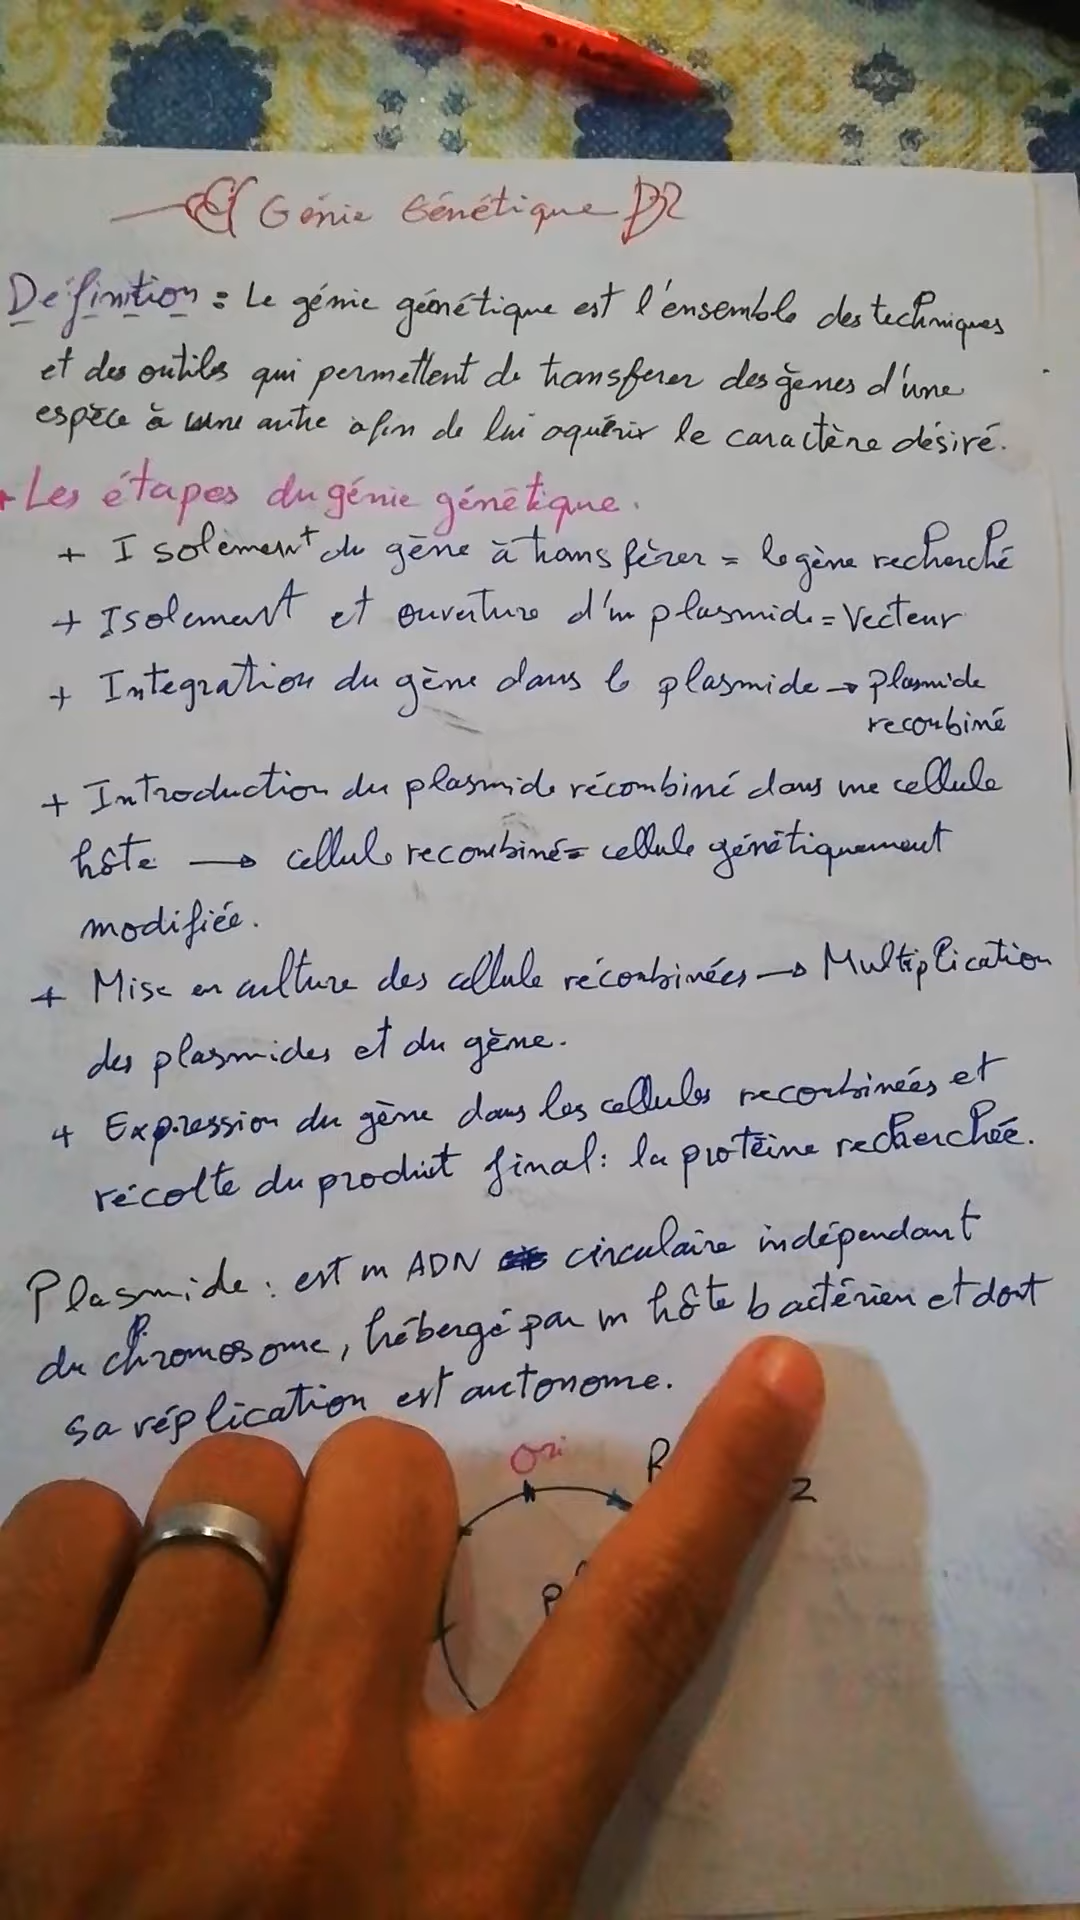 Génie Génétique
Définition : Le génie géenétique est l'ensemble des techniques
et des outils qui permettent de transferer des gènes d'une
espèce à une autre afin de lui aquérir le caractère désiré.
+ Les étapes du génie génétique.
+ Isolement du gène à transférer = le gène recherché
+ Isolement et ouverture d'un plasmide = Vecteur
+ Integration du gène dans le plasmide → plasmide
recombiné
+ Introduction du plasmide récombiné dans une cellule
hôte → cellule recombiné = cellule génétiquement
modifiée.
+ Mise en culture des cellule récombinées → Multiplication
des plasmides et du gène.
+ Expression du gène dans les cellules recombineés et
récolte du produit final : la protéine recherchée.
Plasmide : est un ADN circulaire indépendant
du chromosome, hébergé par un hôte bactérien et dont
sa réplication est autonome.
Ori P
2
P